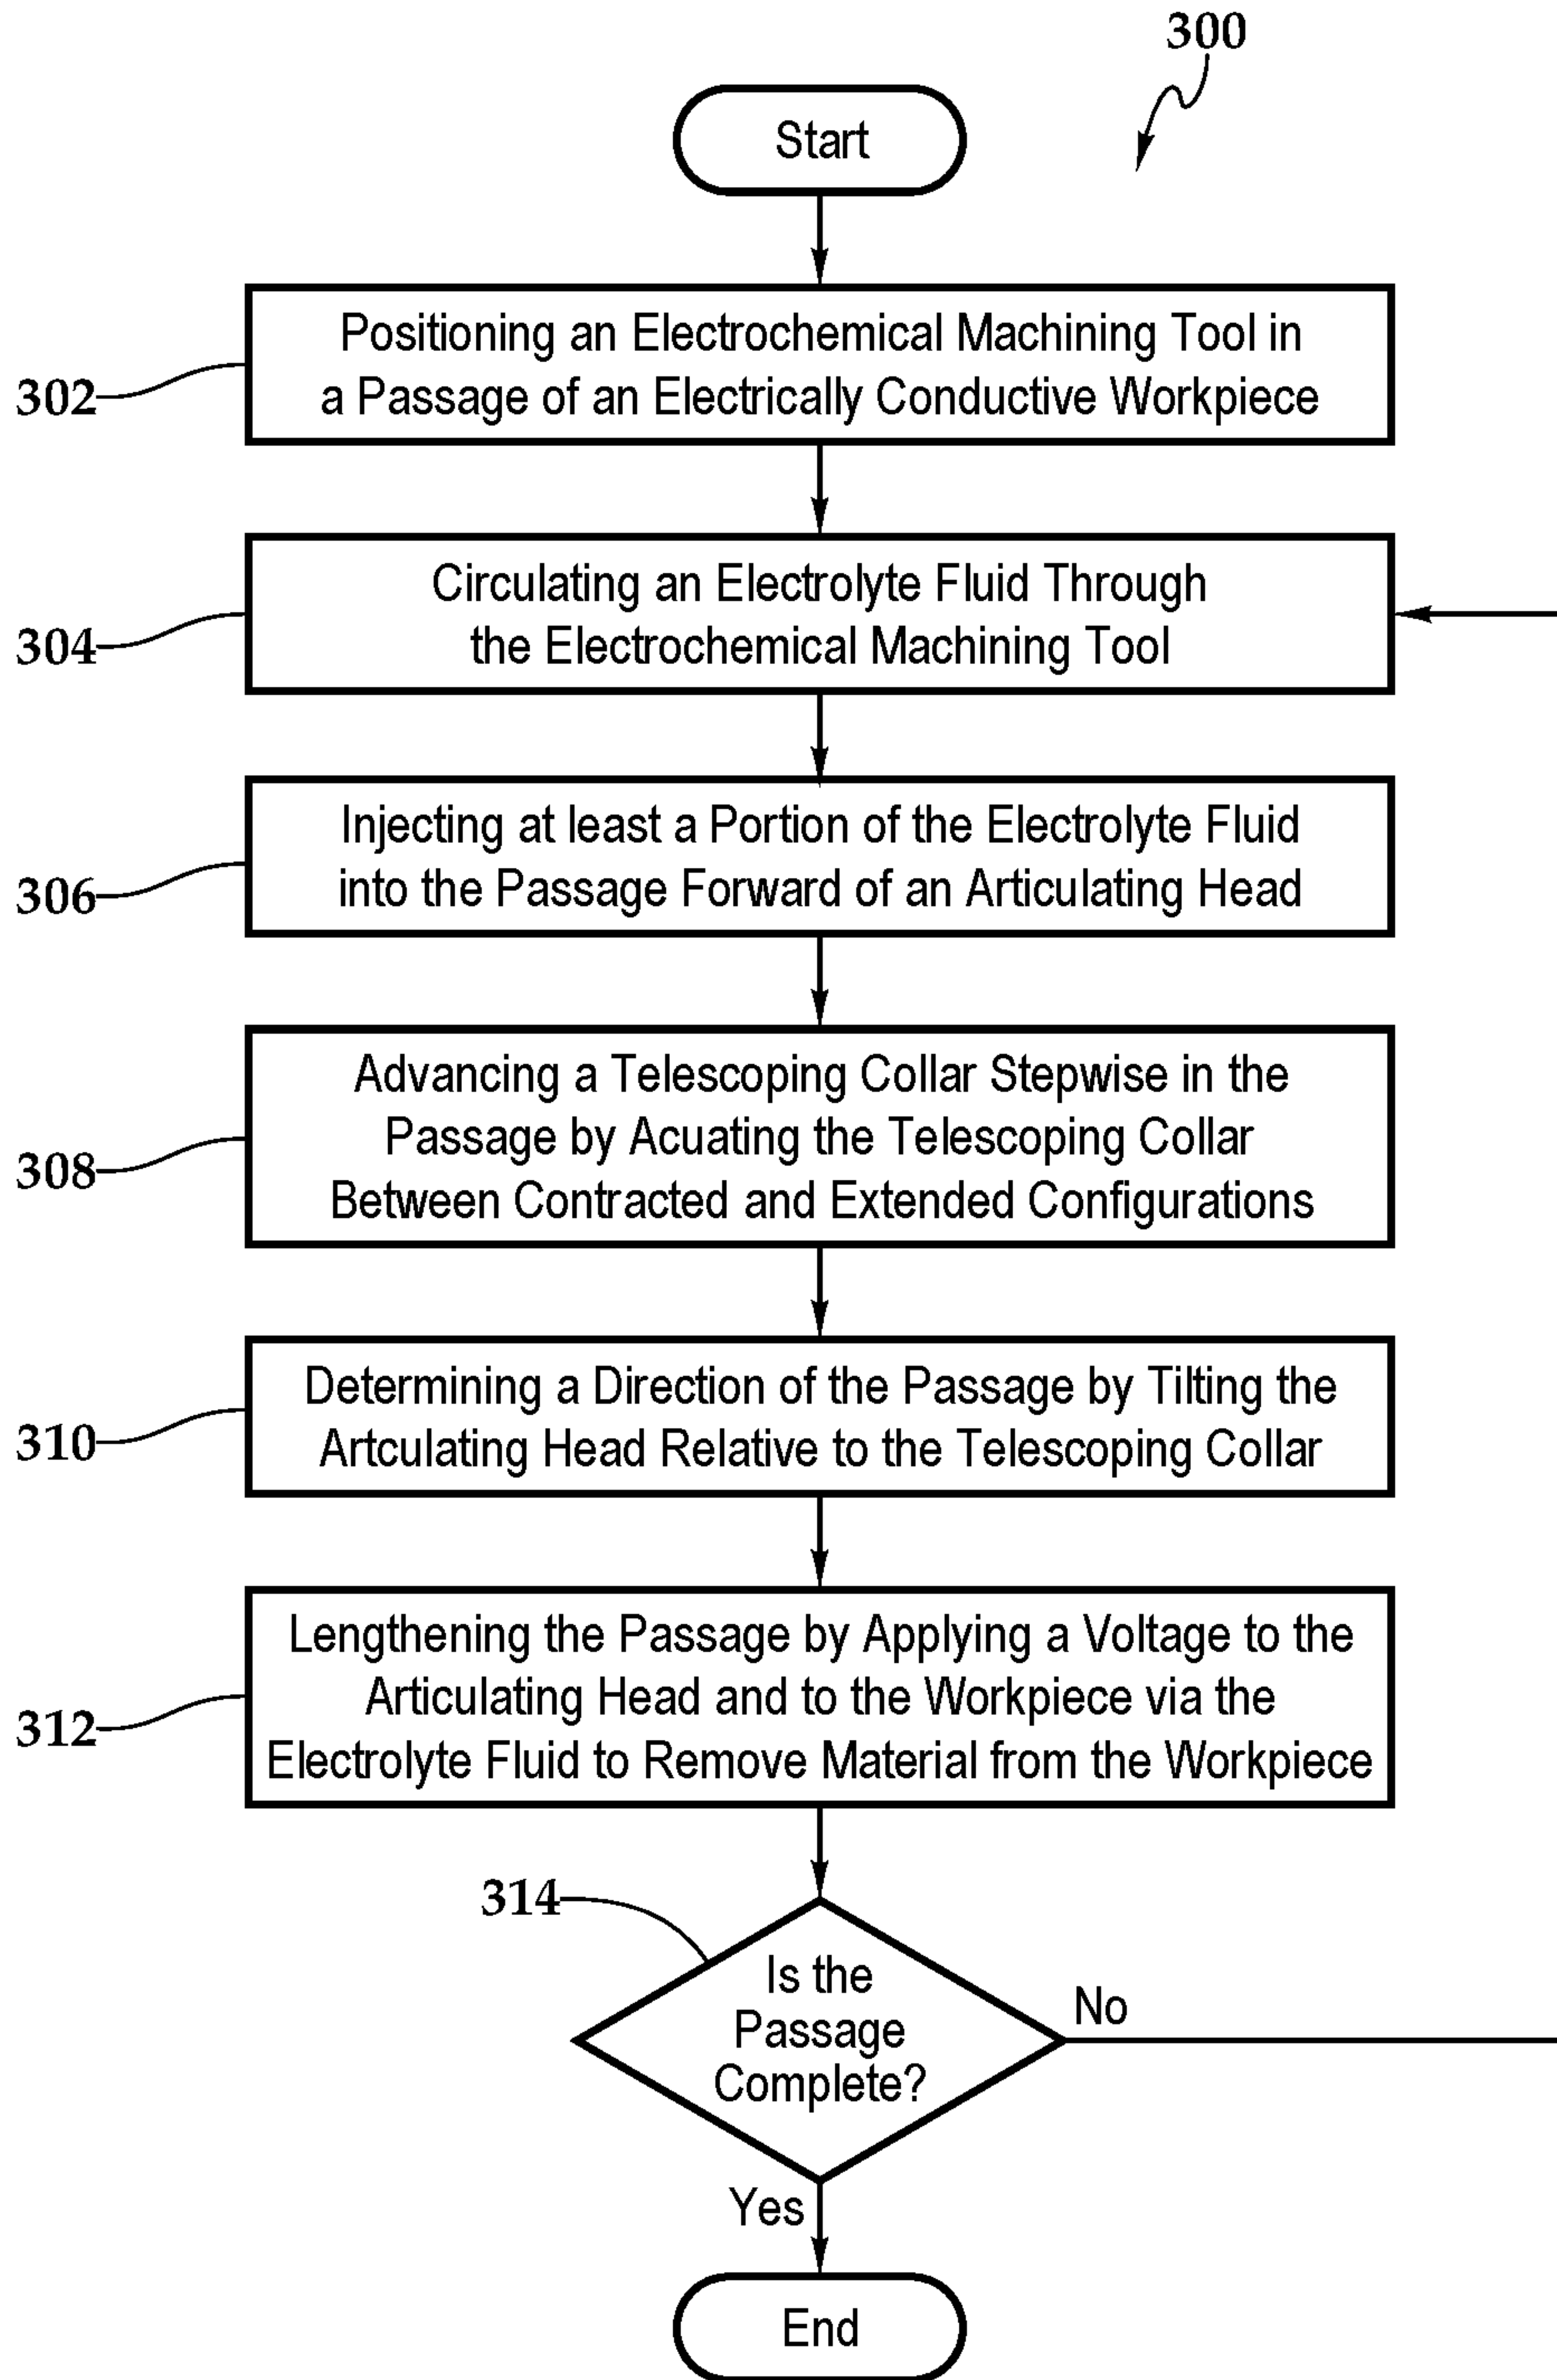 300
Start
302
Positioning an Electrochemical Machining Tool in
a Passage of an Electrically Conductive Workpiece
304
Circulating an Electrolyte Fluid Through
the Electrochemical Machining Tool
306
Injecting at least a Portion of the Electrolyte Fluid
into the Passage Forward of an Articulating Head
308
Advancing a Telescoping Collar Stepwise in the
Passage by Acuating the Telescoping Collar
Between Contracted and Extended Configurations
310
Determining a Direction of the Passage by Tilting the
Artculating Head Relative to the Telescoping Collar
312
Lengthening the Passage by Applying a Voltage to the
Articulating Head and to the Workpiece via the
Electrolyte Fluid to Remove Material from the Workpiece
314
Is the
Passage
Complete?
No
Yes
End